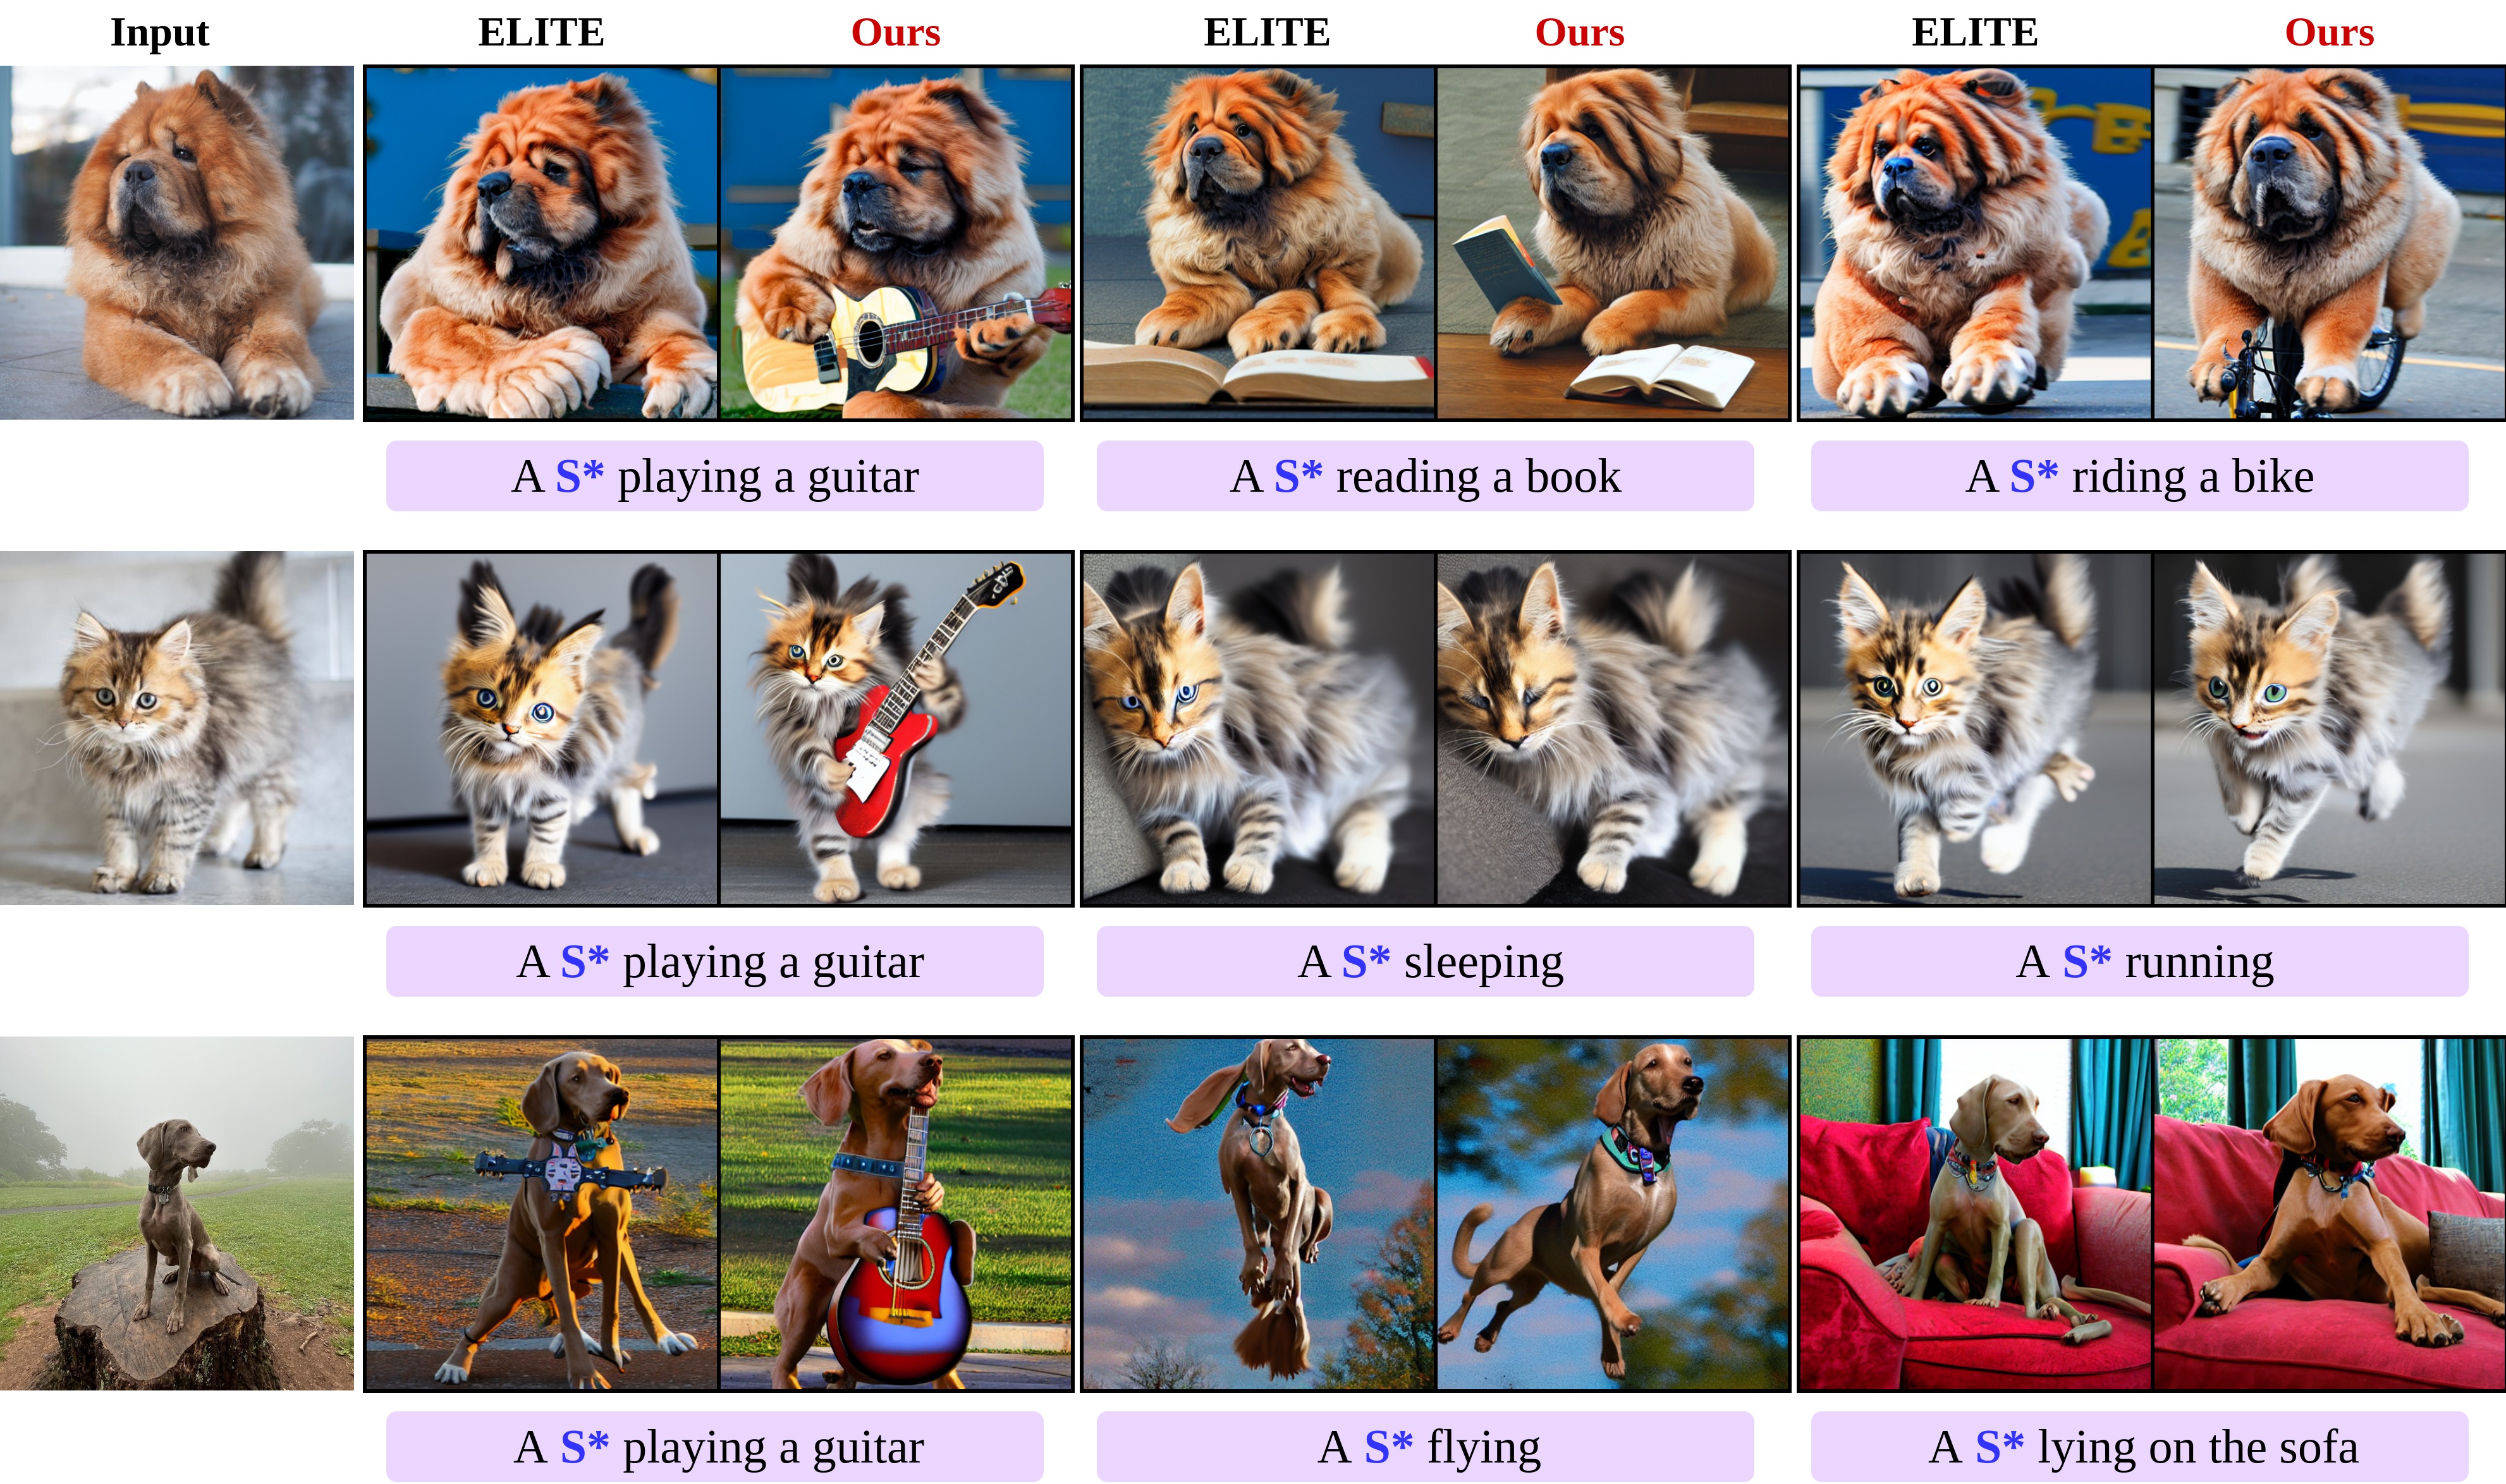 Input ELITE Ours ELITE Ours ELITE Ours
A S* playing a guitar
A S* reading a book
A S* riding a bike
A S* playing a guitar
A S* sleeping
A S* running
A S* playing a guitar
A S* flying
A S* lying on the sofa